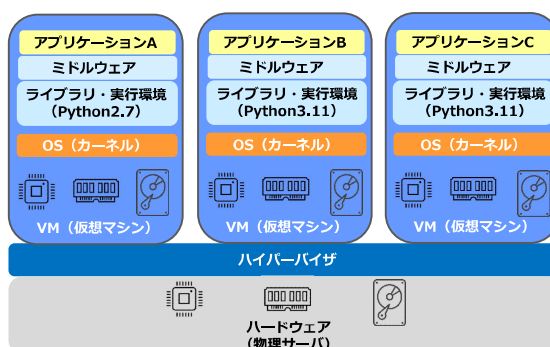 アプリケーションA
ミドルウェア
ライブラリ・実行環境
（Python2.7）
OS（カーネル）
VM（仮想マシン）
アプリケーションB
ミドルウェア
ライブラリ・実行環境
（Python3.11）
OS（カーネル）
VM（仮想マシン）
アプリケーションC
ミドルウェア
ライブラリ・実行環境
（Python3.11）
OS（カーネル）
VM（仮想マシン）
ハイパーバイザ
ハードウェア
（物理サーバ）